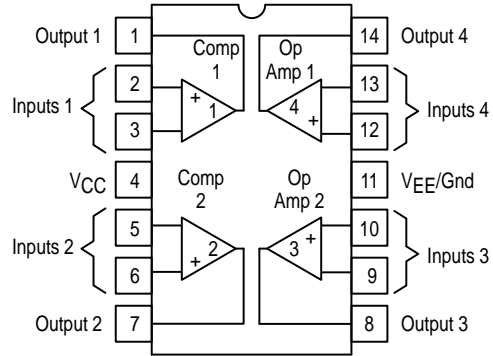 Output 1 1 Comp 1 Op Amp 1 14 Output 4
Inputs 1
2
3
+
1
4
+
13
12
Inputs 4
VCC 4
11 VEE/Gnd
Comp 2
Op Amp 2
Inputs 2
5
6
+
2
3
+
10
9
Inputs 3
Output 2 7
8 Output 3